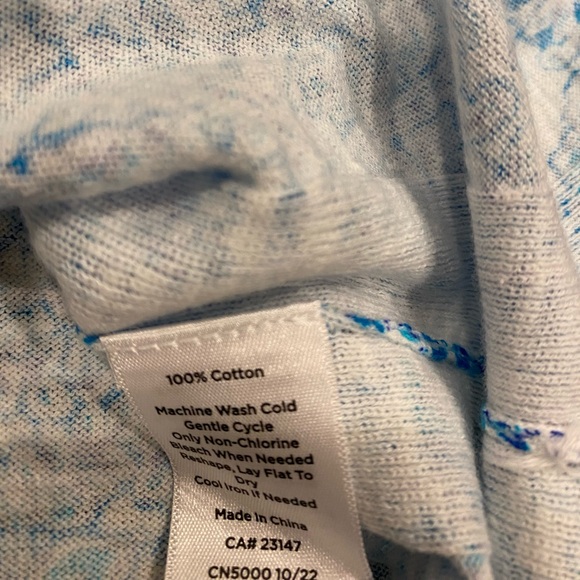 100% Cotton
Machine Wash Cold
Gentle Cycle
Only Non-Chlorine
Bleach When Needed
Reshape, Lay Flat To
Dry
Cool Iron If Needed
Made In China
CA# 23147
CN5000 10/22